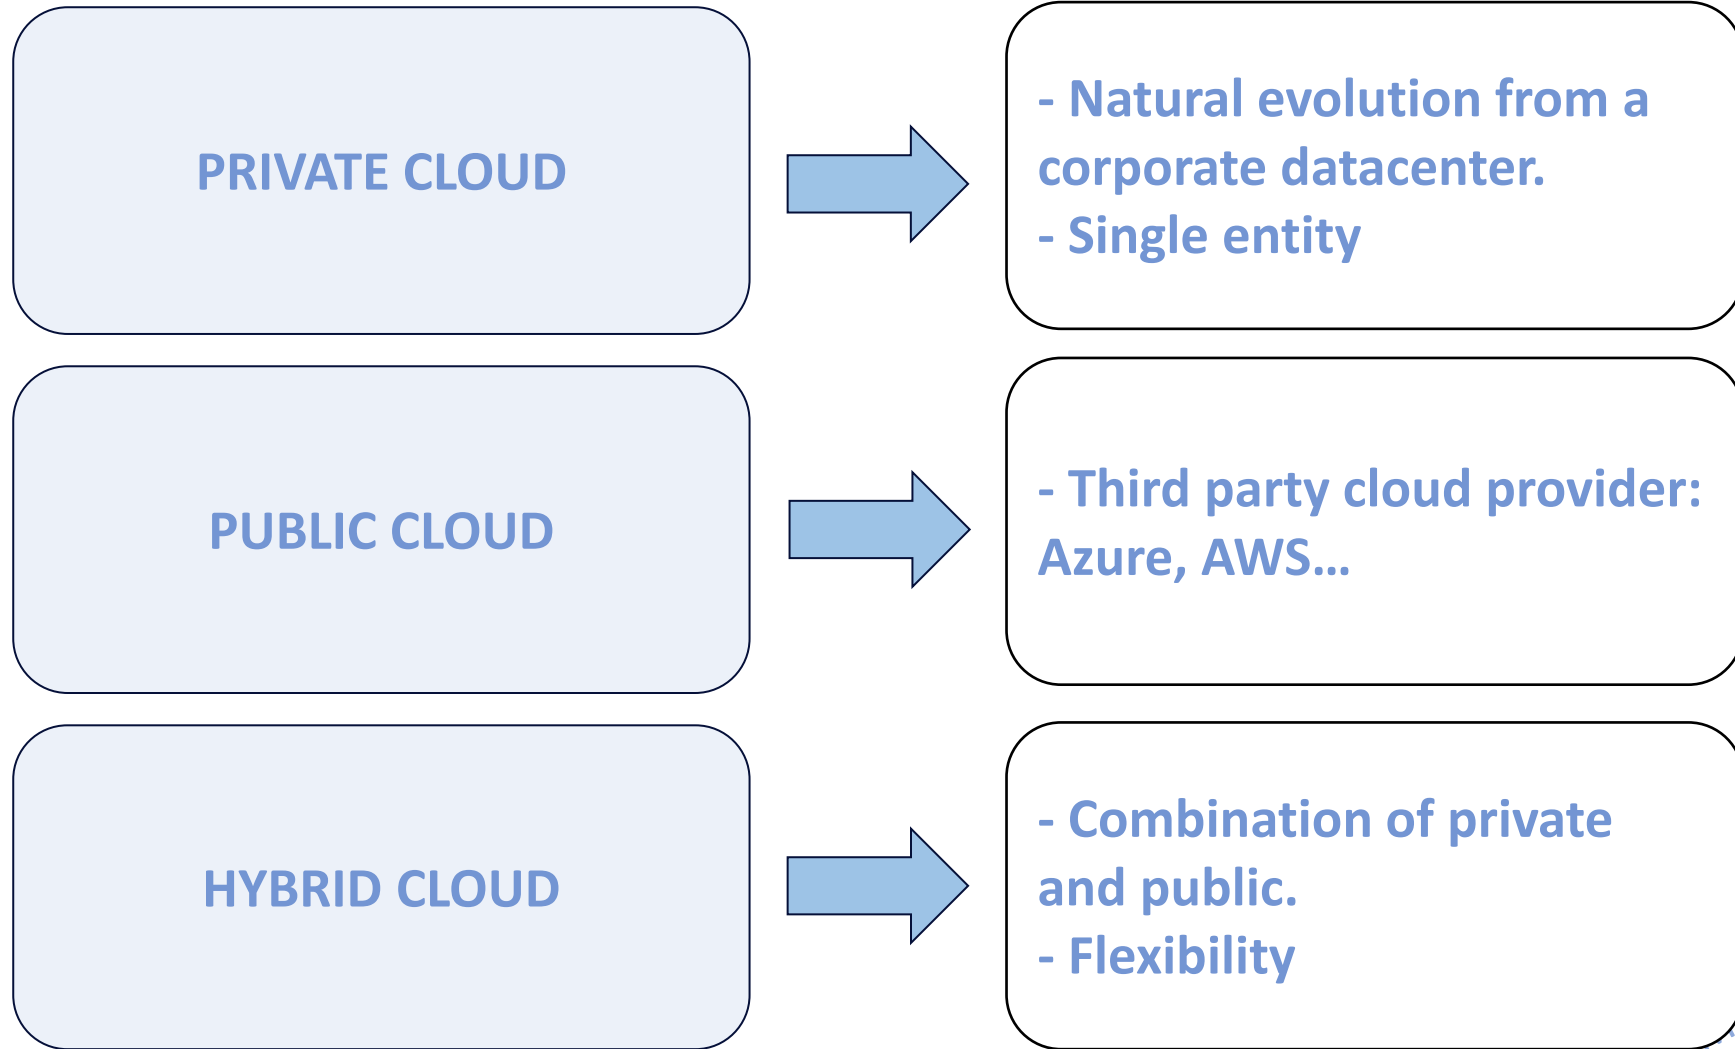 PRIVATE CLOUD
- Natural evolution from a
corporate datacenter.
- Single entity
PUBLIC CLOUD
- Third party cloud provider:
Azure, AWS...
HYBRID CLOUD
- Combination of private
and public.
- Flexibility